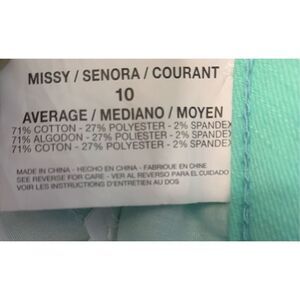 MISSY / SENORA / COURANT
10
AVERAGE / MEDIANO / MOYEN
71% COTTON - 27% POLYESTER - 2% SPANDEX
71% ALGODON - 27% POLIESTER - 2% SPANDEX
71% COTON - 27% POLYESTER - 2% SPANDEX
MADE IN CHINA - HECHO EN CHINA - FABRIQUE EN CHINE
SEE REVERSE FOR CARE - VER AL REVERSO PARA EL CUIDADO
VOIR LES INSTRUCTIONS D'ENTRETIEN AU DOS